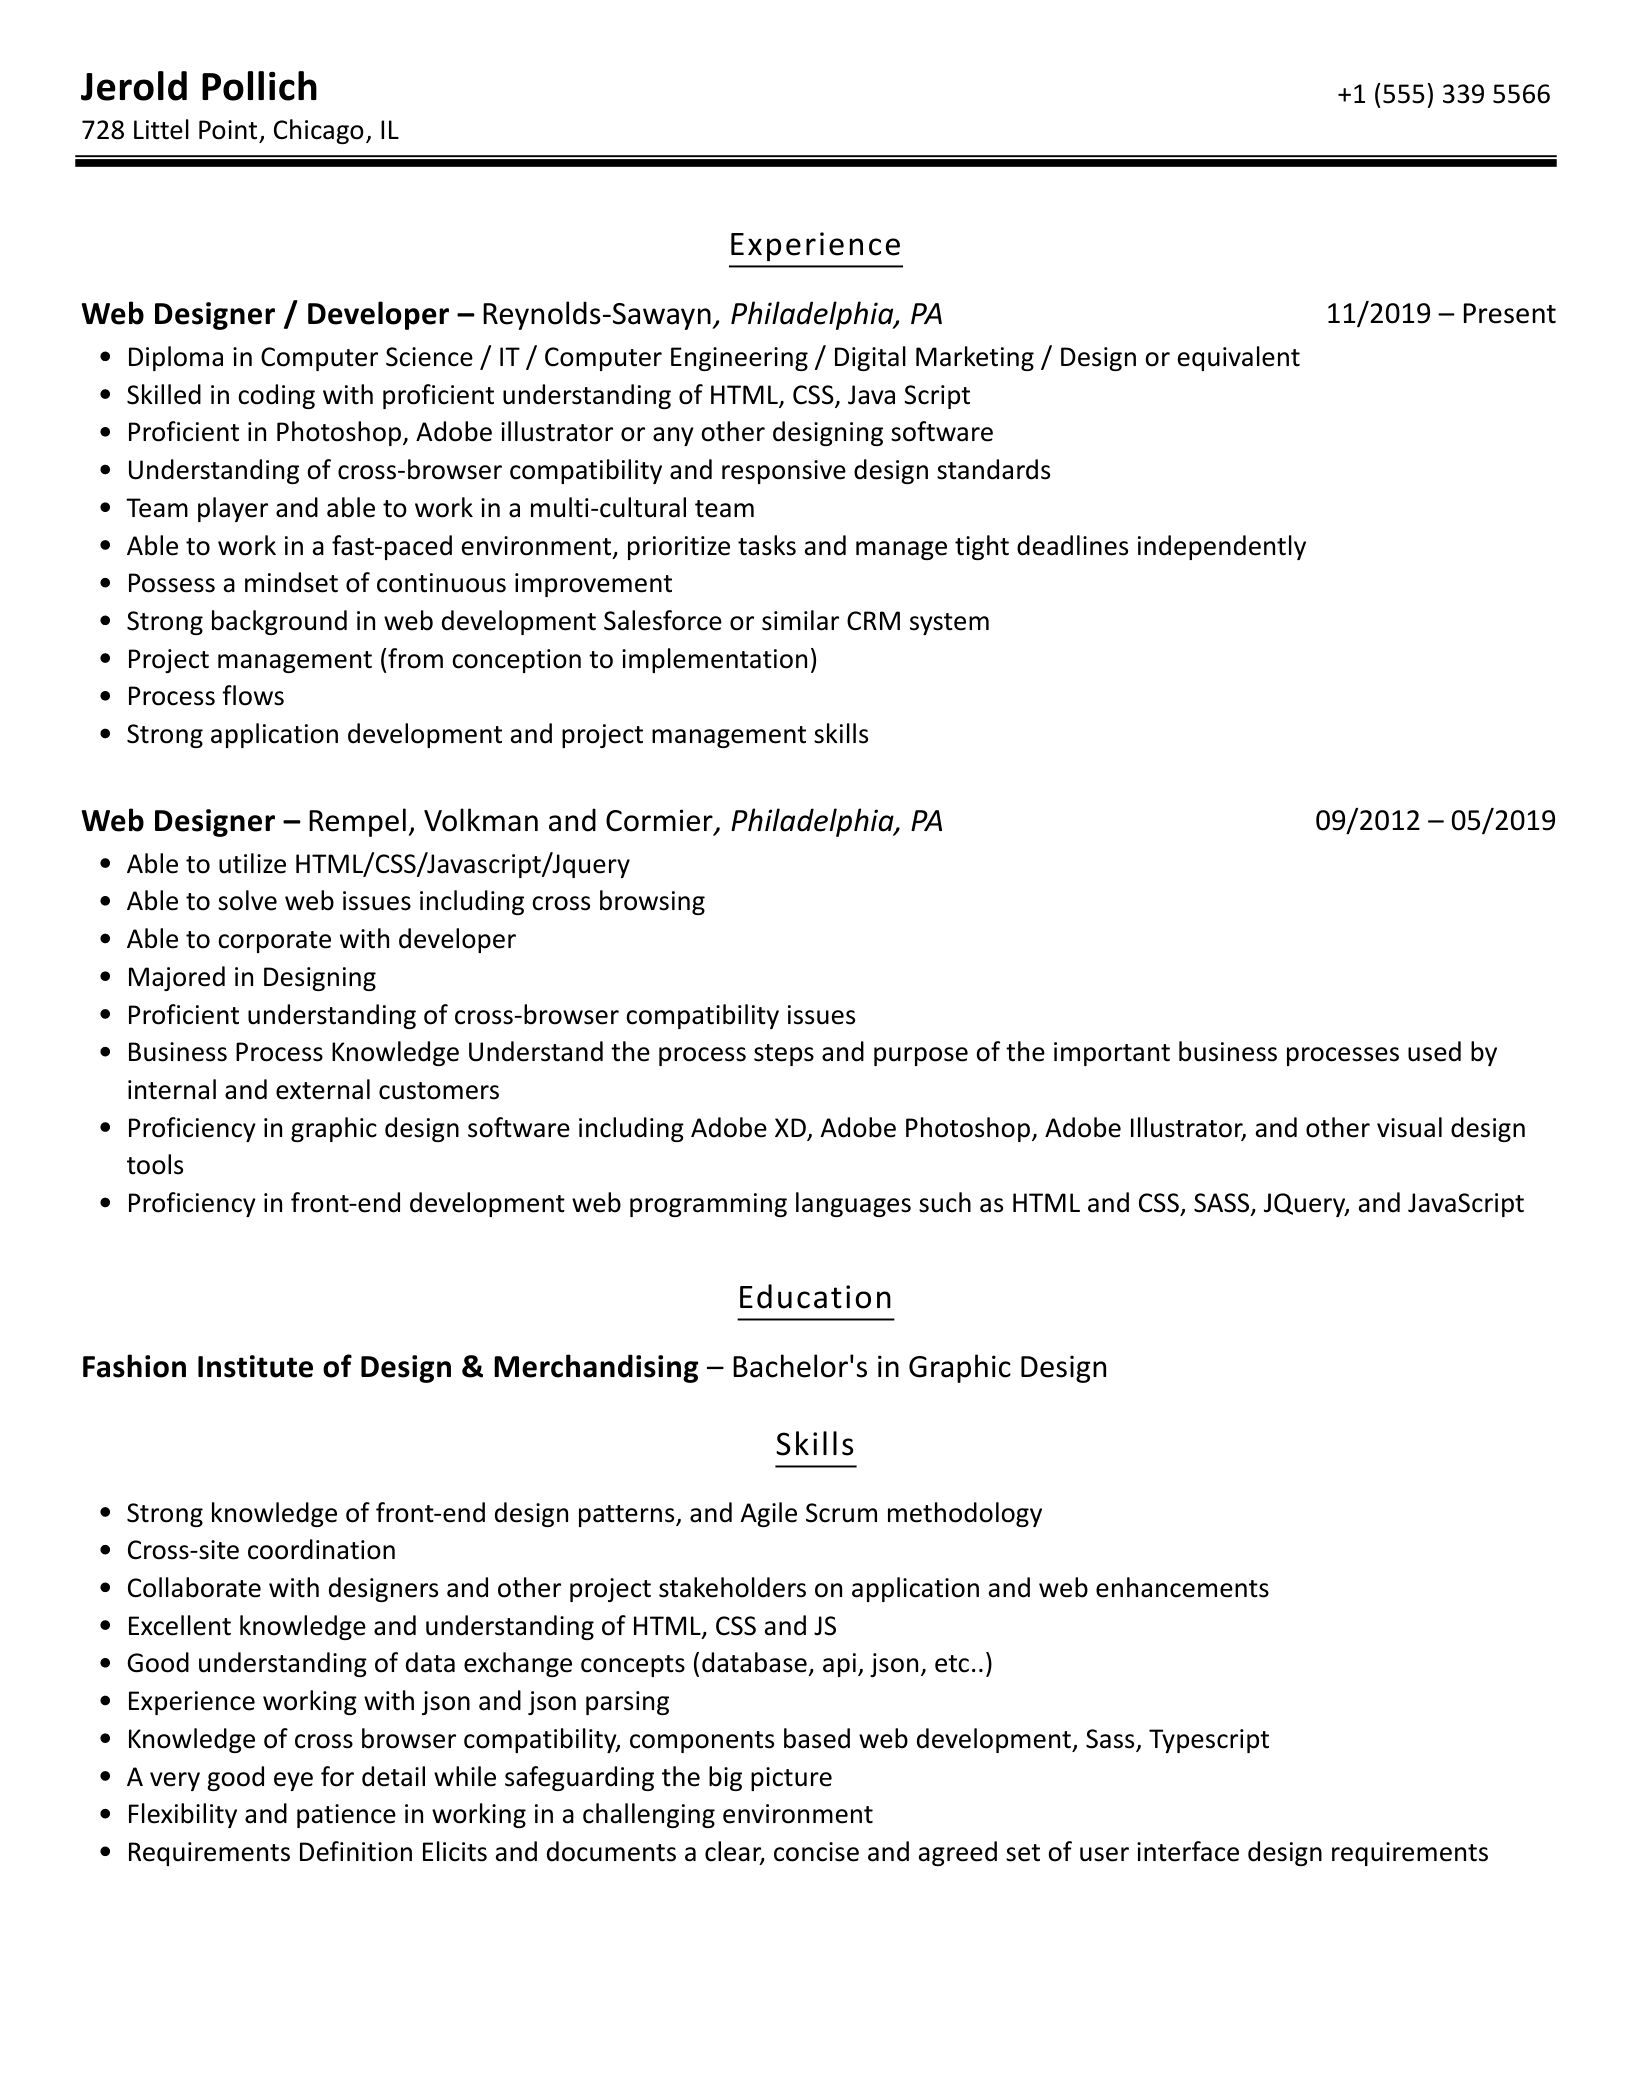 Jerold Pollich
+1 (555) 339 5566
728 Littel Point, Chicago, IL
Experience
Web Designer / Developer – Reynolds-Sawayn, Philadelphia, PA 11/2019 – Present
• Diploma in Computer Science / IT / Computer Engineering / Digital Marketing / Design or equivalent
• Skilled in coding with proficient understanding of HTML, CSS, Java Script
• Proficient in Photoshop, Adobe illustrator or any other designing software
• Understanding of cross-browser compatibility and responsive design standards
• Team player and able to work in a multi-cultural team
• Able to work in a fast-paced environment, prioritize tasks and manage tight deadlines independently
• Possess a mindset of continuous improvement
• Strong background in web development Salesforce or similar CRM system
• Project management (from conception to implementation)
• Process flows
• Strong application development and project management skills
Web Designer – Rempel, Volkman and Cormier, Philadelphia, PA 09/2012 – 05/2019
• Able to utilize HTML/CSS/Javascript/Jquery
• Able to solve web issues including cross browsing
• Able to corporate with developer
• Majored in Designing
• Proficient understanding of cross-browser compatibility issues
• Business Process Knowledge Understand the process steps and purpose of the important business processes used by
internal and external customers
• Proficiency in graphic design software including Adobe XD, Adobe Photoshop, Adobe Illustrator, and other visual design
tools
• Proficiency in front-end development web programming languages such as HTML and CSS, SASS, JQuery, and JavaScript
Education
Fashion Institute of Design & Merchandising – Bachelor's in Graphic Design
Skills
• Strong knowledge of front-end design patterns, and Agile Scrum methodology
• Cross-site coordination
• Collaborate with designers and other project stakeholders on application and web enhancements
• Excellent knowledge and understanding of HTML, CSS and JS
• Good understanding of data exchange concepts (database, api, json, etc..)
• Experience working with json and json parsing
• Knowledge of cross browser compatibility, components based web development, Sass, Typescript
• A very good eye for detail while safeguarding the big picture
• Flexibility and patience in working in a challenging environment
• Requirements Definition Elicits and documents a clear, concise and agreed set of user interface design requirements